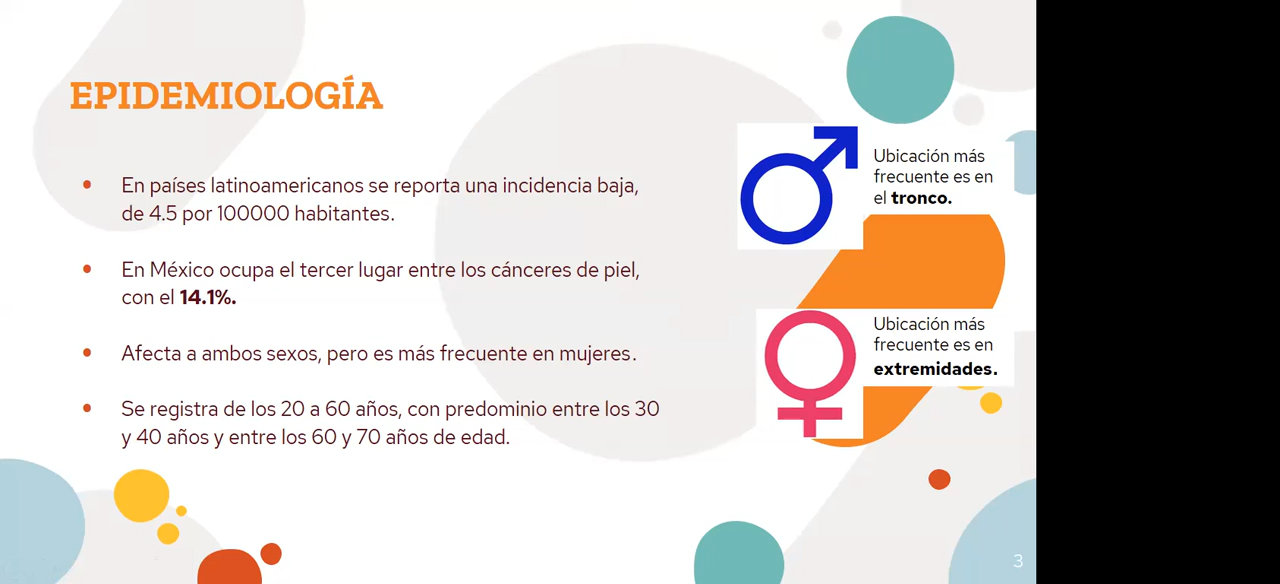 EPIDEMIOLOGÍA
• En países latinoamericanos se reporta una incidencia baja,
de 4.5 por 100000 habitantes.
• En México ocupa el tercer lugar entre los cánceres de piel,
con el 14.1%.
• Afecta a ambos sexos, pero es más frecuente en mujeres.
• Se registra de los 20 a 60 años, con predominio entre los 30
y 40 años y entre los 60 y 70 años de edad.
Ubicación más
frecuente es en
el tronco.
Ubicación más
frecuente es en
extremidades.
3